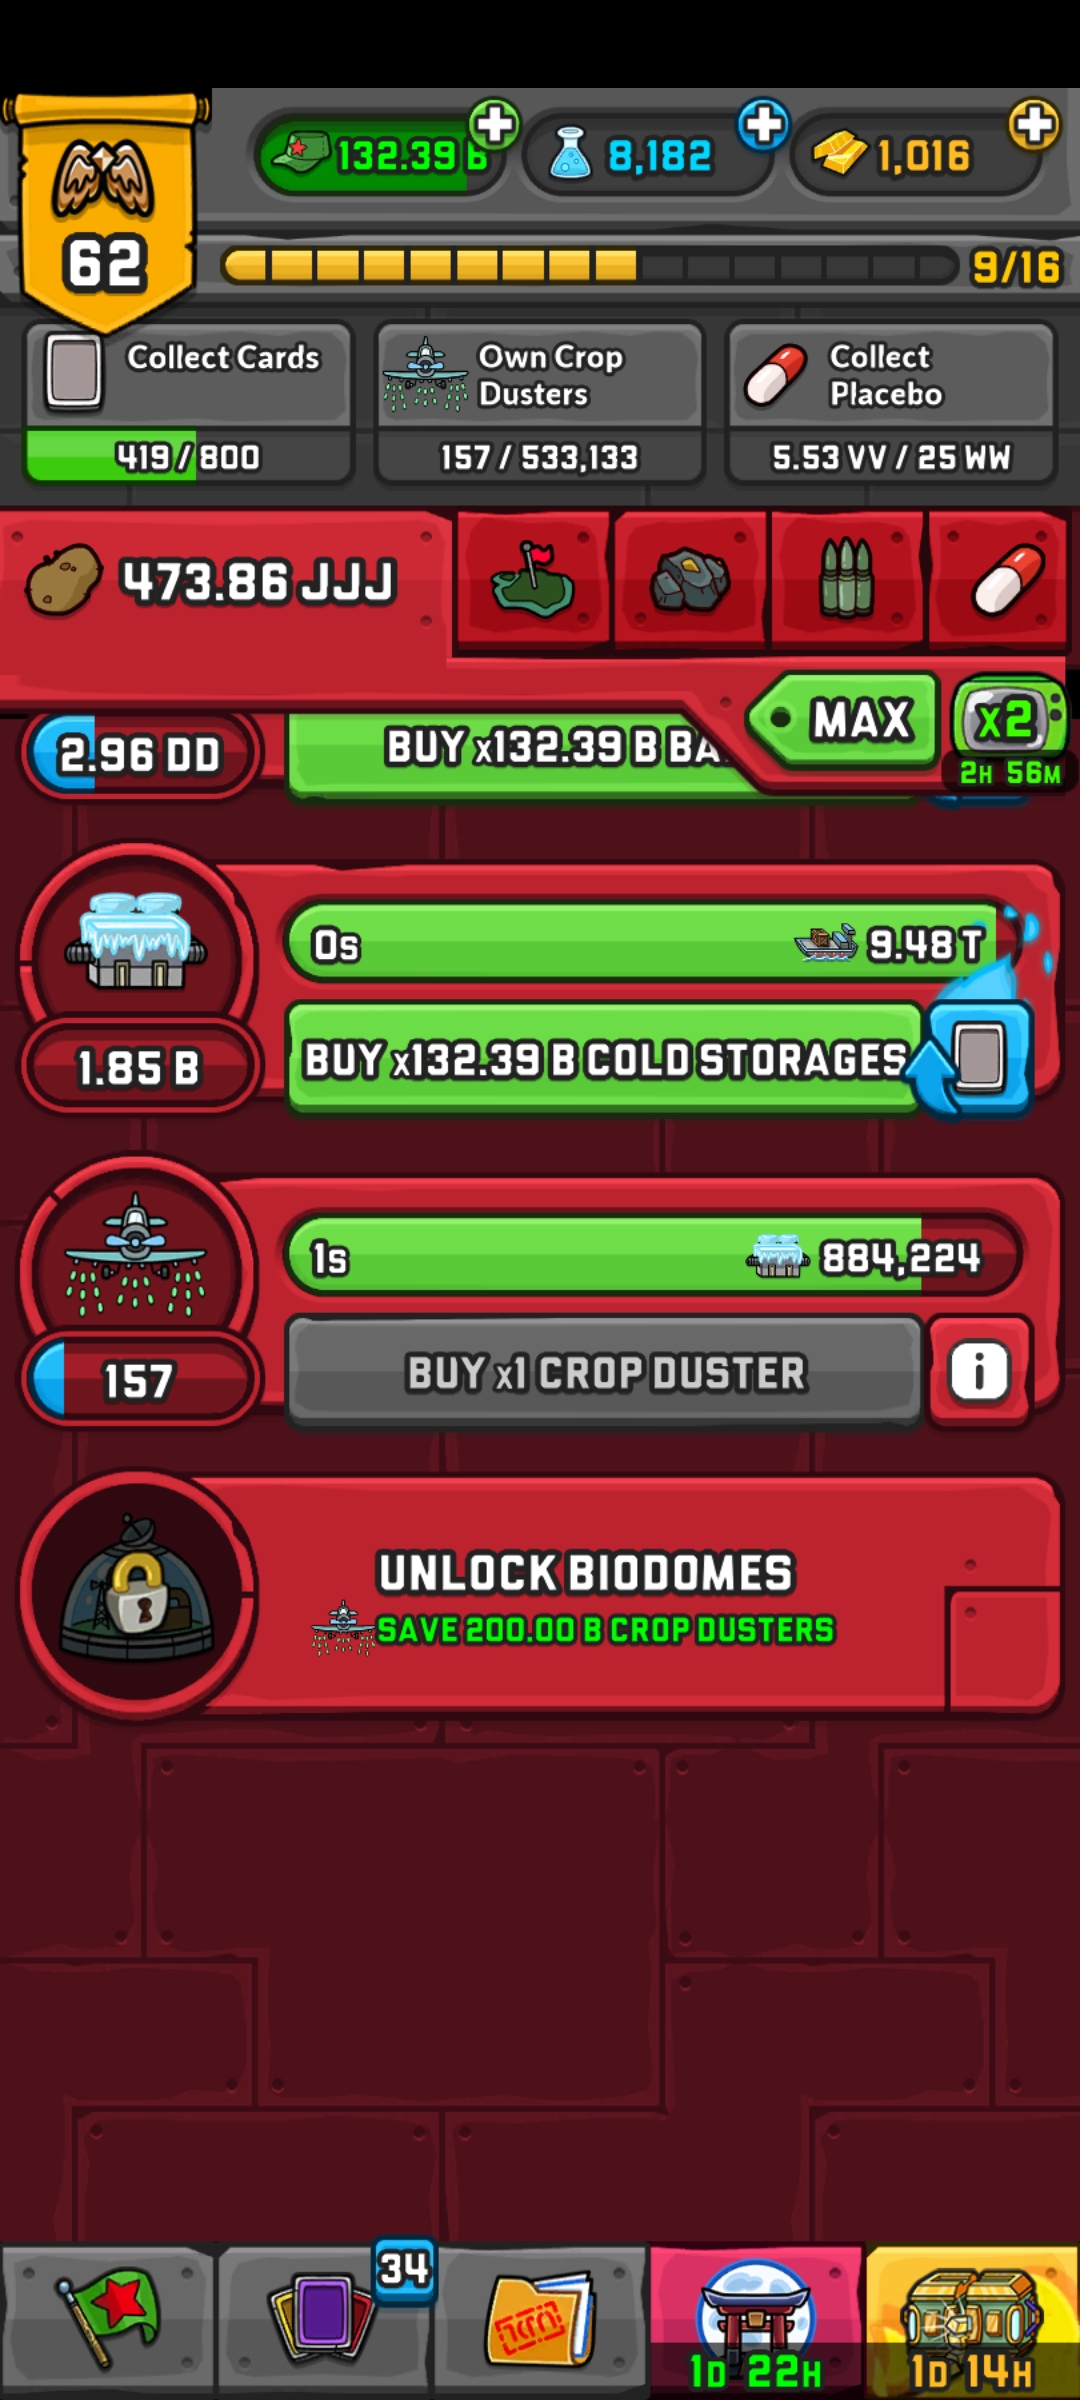 132.39 B
8,182
1,016
62
9/16
Collect Cards
419 / 800
Own Crop
Dusters
157 / 533,133
Collect
Placebo
5.53 VV / 25 WW
473.86 JJJ
MAX
x2
2H 56M
2.96 DD
BUY x132.39 B BA
0s
9.48 T
1.85 B
BUY x132.39 B COLD STORAGES
1s
884,224
157
BUY x1 CROP DUSTER
i
UNLOCK BIODOMES
SAVE 200.00 B CROP DUSTERS
34
1D 22H
1D 14H